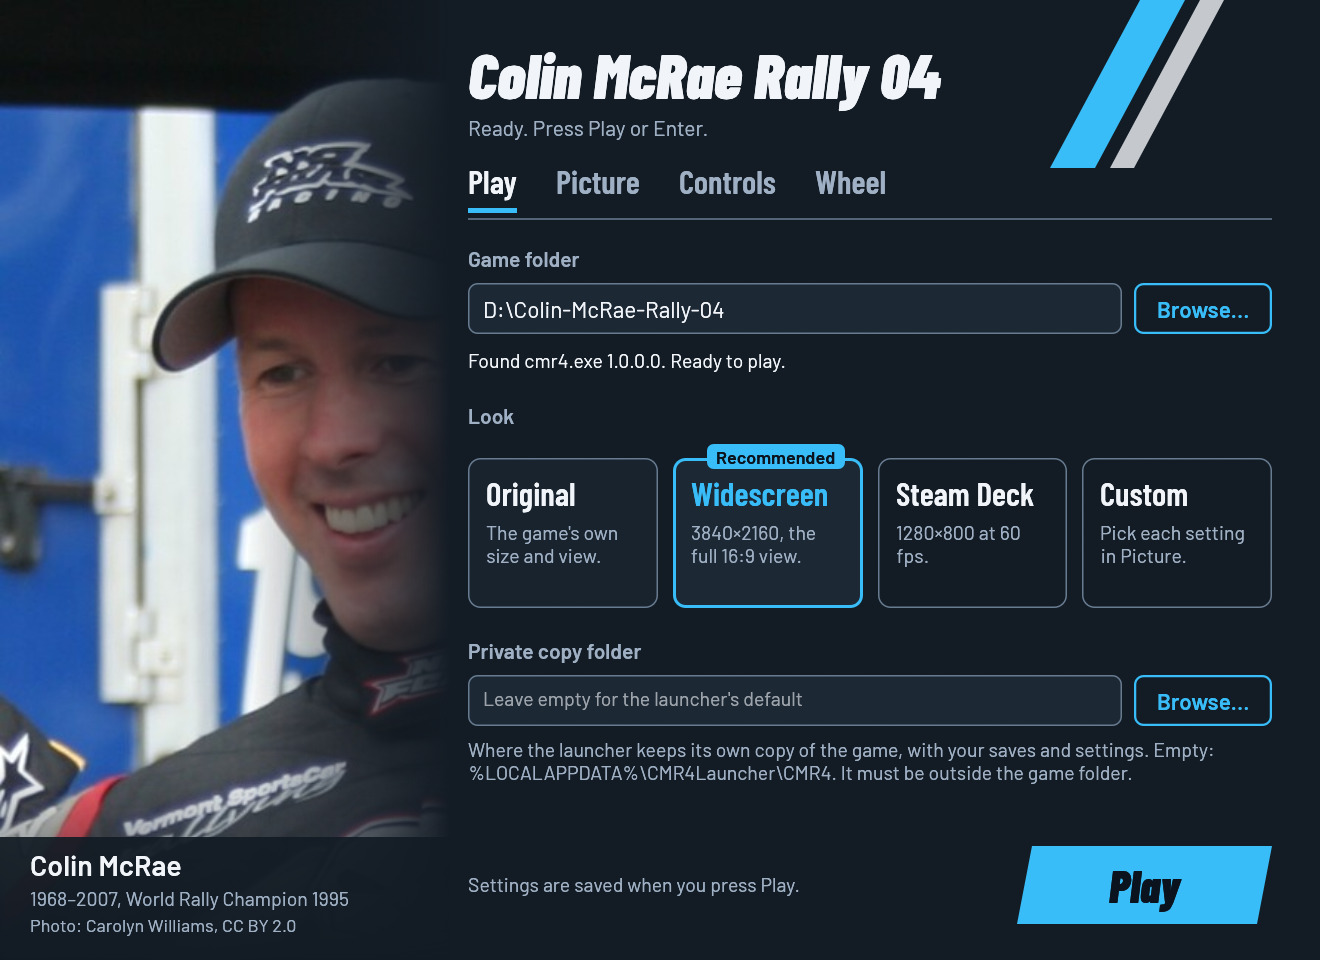 Colin McRae Rally 04
Ready. Press Play or Enter.
Play Picture Controls Wheel
Game folder
D:\Colin-McRae-Rally-04 Browse...
Found cmr4.exe 1.0.0.0. Ready to play.
Look
Recommended
Original
The game's own
size and view.
Widescreen
3840×2160, the
full 16:9 view.
Steam Deck
1280×800 at 60
fps.
Custom
Pick each setting
in Picture.
Private copy folder
Leave empty for the launcher's default Browse...
Where the launcher keeps its own copy of the game, with your saves and settings. Empty:
%LOCALAPPDATA%\CMR4Launcher\CMR4. It must be outside the game folder.
Settings are saved when you press Play.
Play
RACING
Vermont SportsCar
Colin McRae
1968–2007, World Rally Champion 1995
Photo: Carolyn Williams, CC BY 2.0